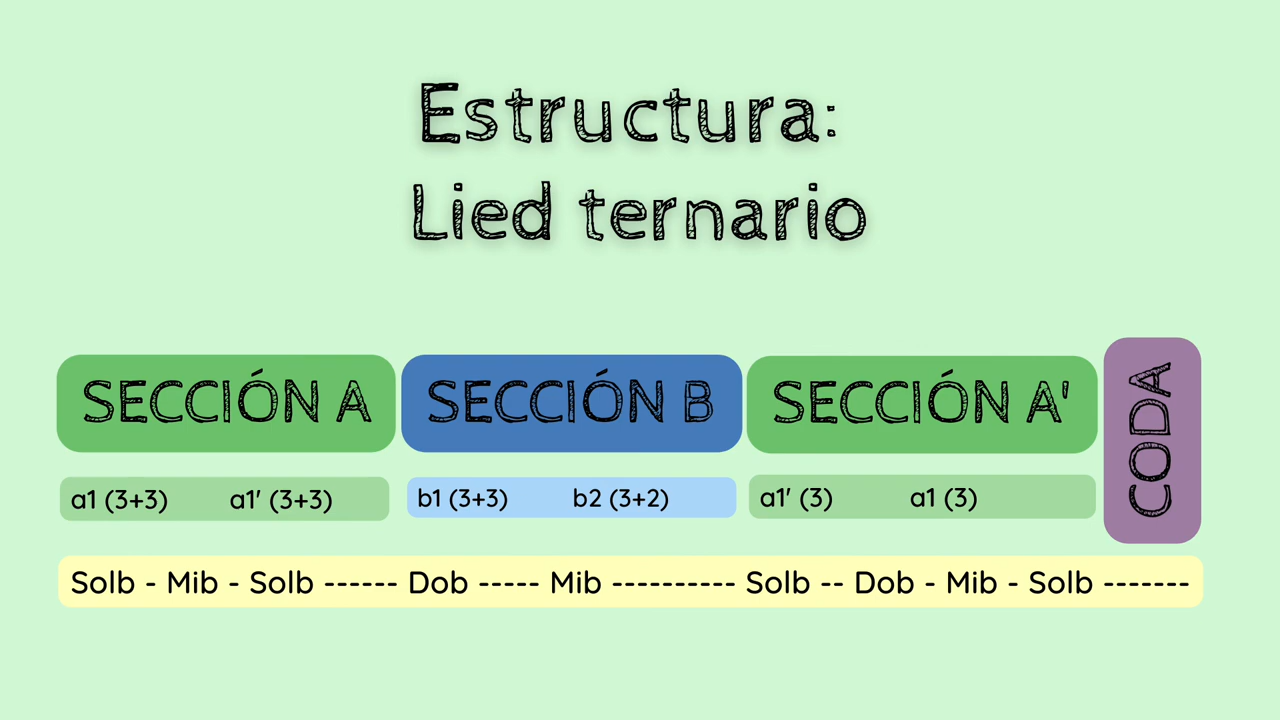 Estructura:
Lied ternario
SECCIÓN A
SECCIÓN B
SECCIÓN A'
CODA
a1 (3+3) a1' (3+3)
b1 (3+3) b2 (3+2)
a1' (3) a1 (3)
Solb - Mib - Solb ------ Dob ----- Mib ---------- Solb -- Dob - Mib - Solb -------